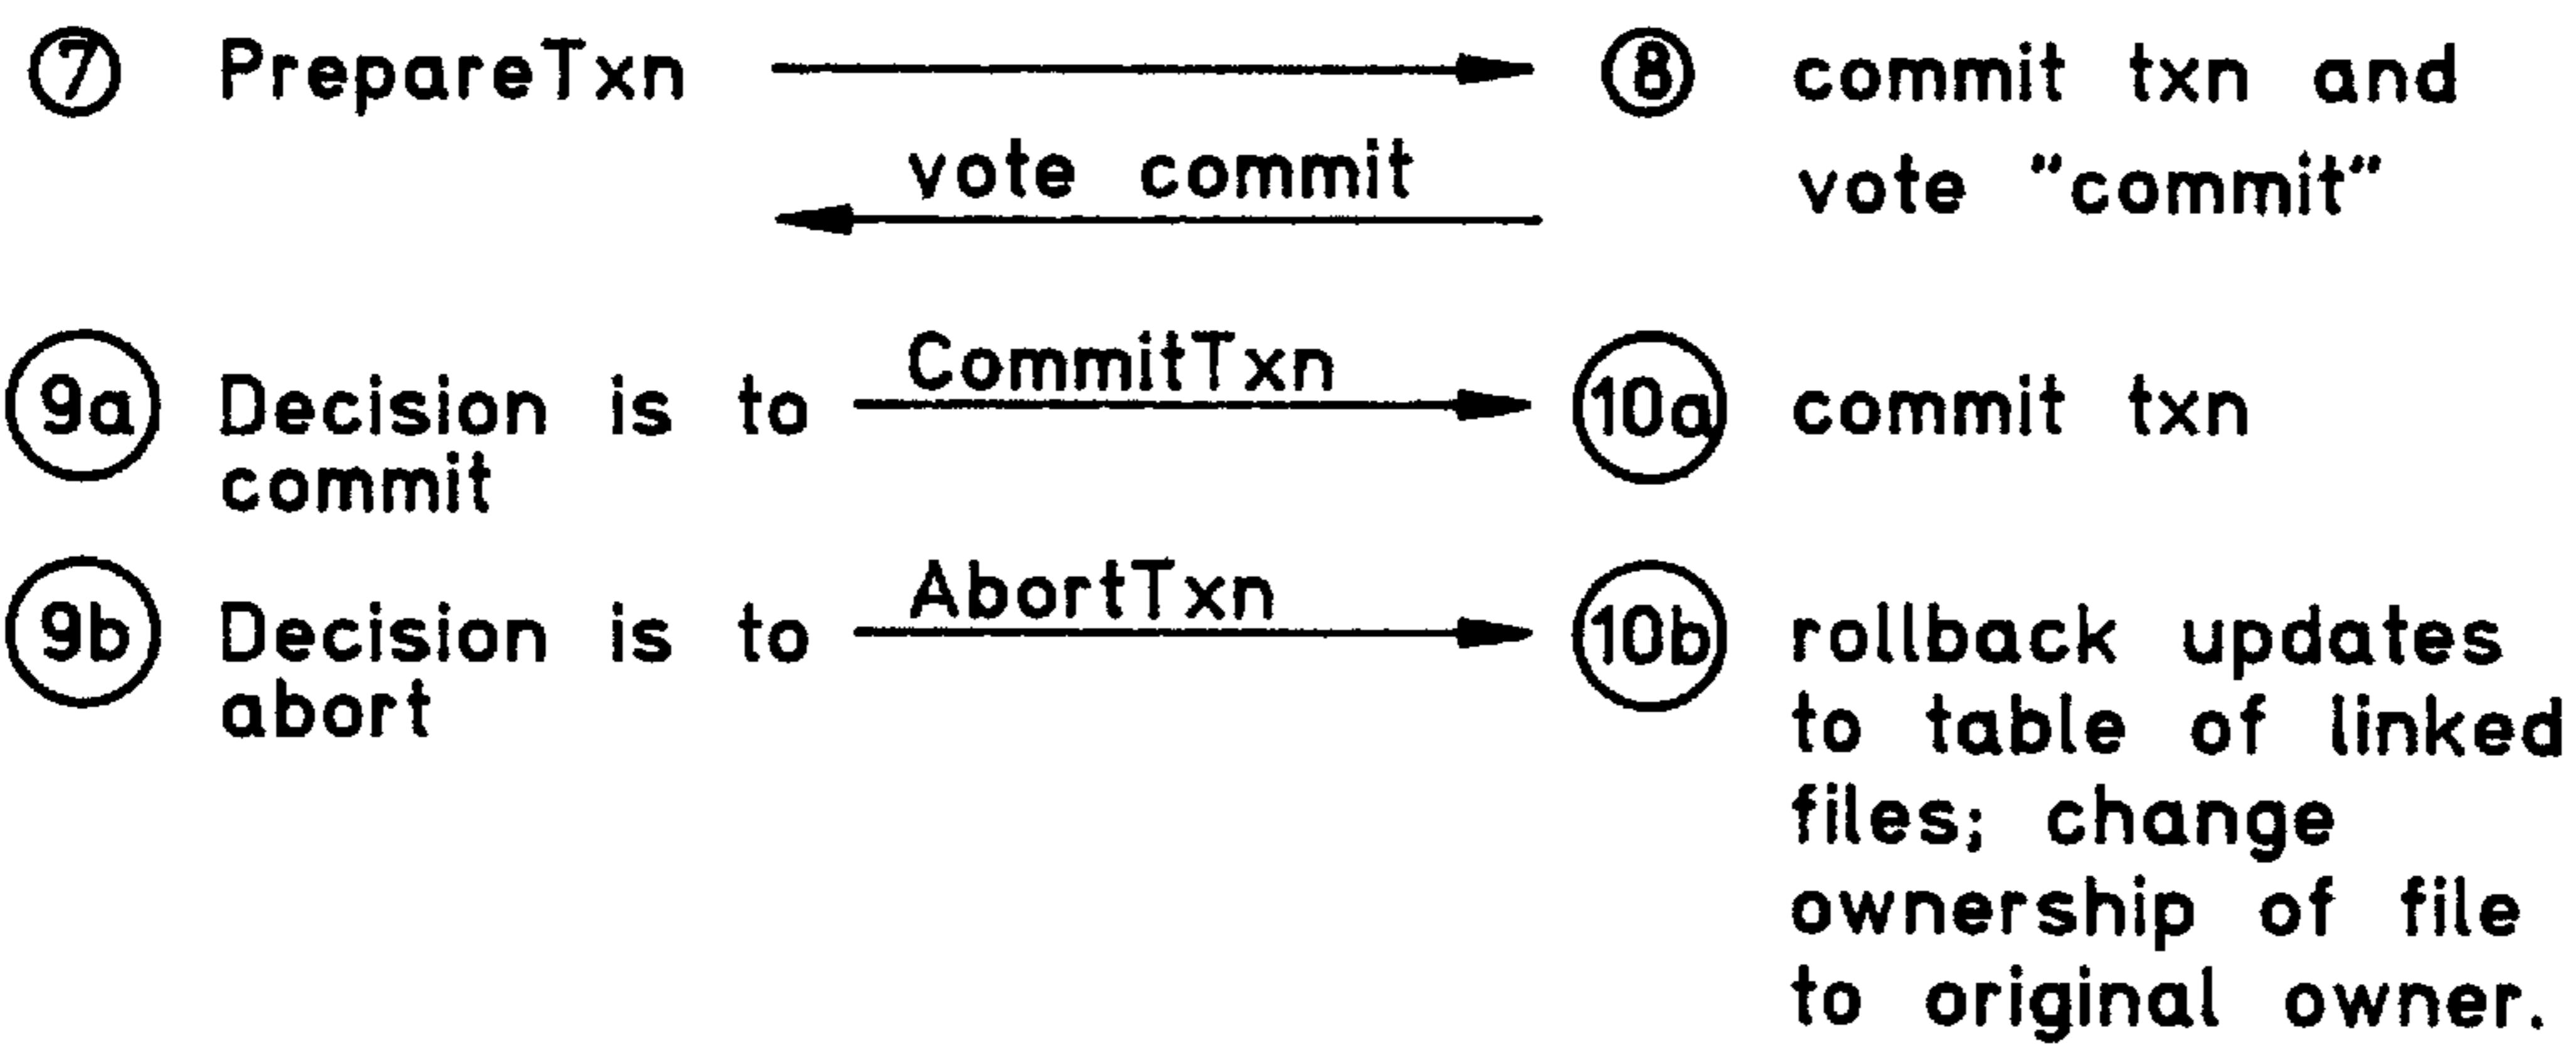 7 PrepareTxn 8 commit txn and
vote commit vote "commit"
9a Decision is to CommitTxn 10a commit txn
commit
9b Decision is to AbortTxn 10b rollback updates
abort to table of linked
files; change
ownership of file
to original owner.